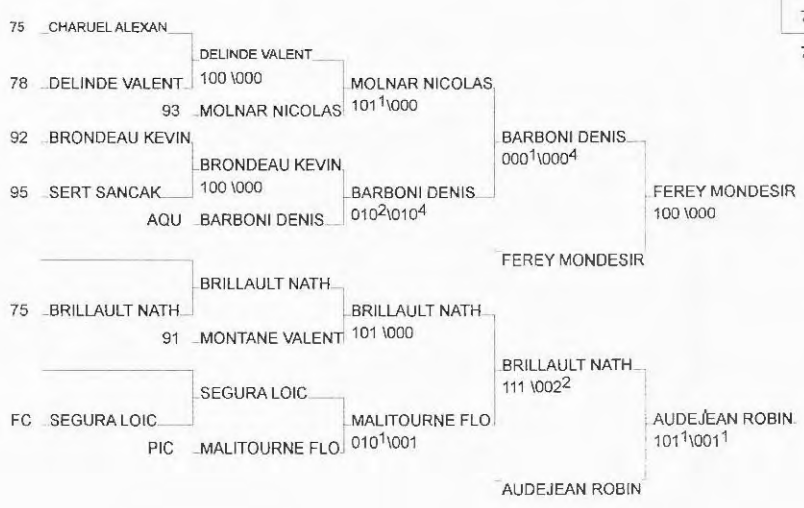 75 CHARUEL ALEXAN
DELINDE VALENT
78 DELINDE VALENT 100 \000 MOLNAR NICOLAS
93 MOLNAR NICOLAS 101¹\000
92 BRONDEAU KEVIN BARBONI DENIS
000¹\000⁴
BRONDEAU KEVIN
95 SERT SANCAK 100 \000 BARBONI DENIS FEREY MONDESIR
AQU BARBONI DENIS 010²\010⁴ 100 \000
FEREY MONDESIR
BRILLAULT NATH
75 BRILLAULT NATH BRILLAULT NATH
91 MONTANE VALENT 101 \000
BRILLAULT NATH
111 \002²
SEGURA LOIC
FC SEGURA LOIC MALITOURNE FLO AUDEJEAN ROBIN
PIC MALITOURNE FLO 010¹\001 101¹\001¹
AUDEJEAN ROBIN